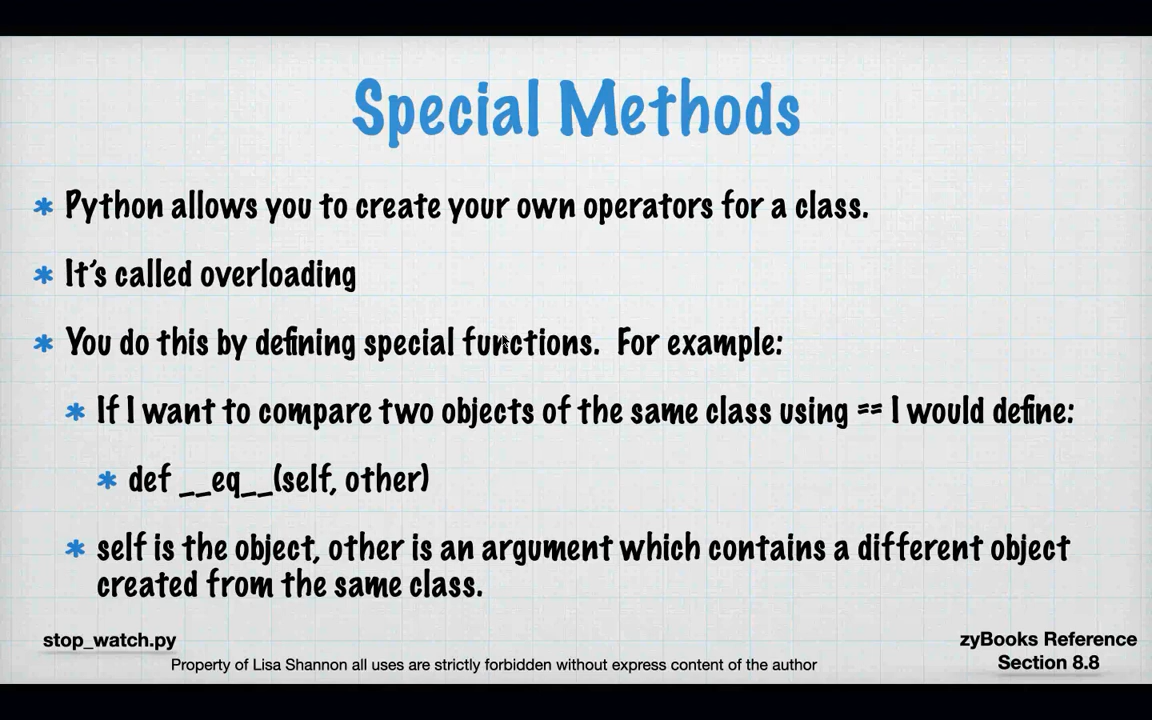 Special Methods
Python allows you to create your own operators for a class.
It's called overloading
You do this by defining special functions.  For example:
If I want to compare two objects of the same class using == I would define:
def __eq__(self, other)
self is the object, other is an argument which contains a different object
created from the same class.
stop_watch.py
zyBooks Reference
Section 8.8
Property of Lisa Shannon all uses are strictly forbidden without express content of the author